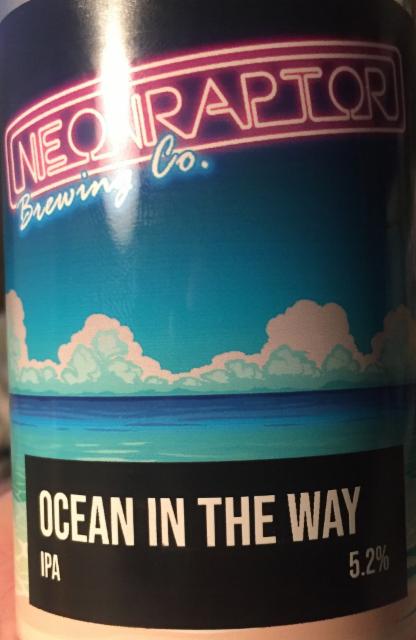 NEONRAPTOR
Brewing Co.
OCEAN IN THE WAY
IPA 5.2%